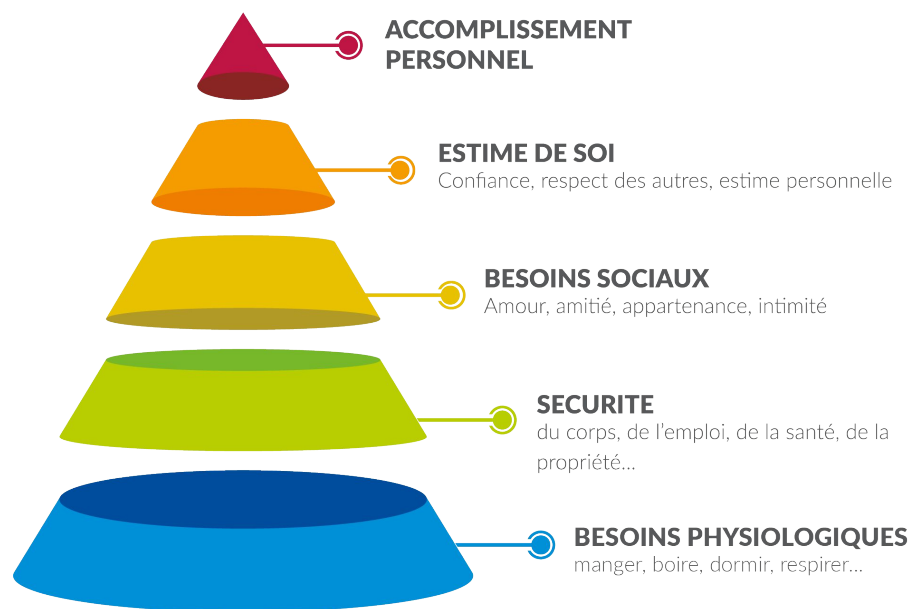 ACCOMPLISSEMENT
PERSONNEL
ESTIME DE SOI
Confiance, respect des autres, estime personnelle
BESOINS SOCIAUX
Amour, amitié, appartenance, intimité
SECURITE
du corps, de l'emploi, de la santé, de la
propriété...
BESOINS PHYSIOLOGIQUES
manger, boire, dormir, respirer...